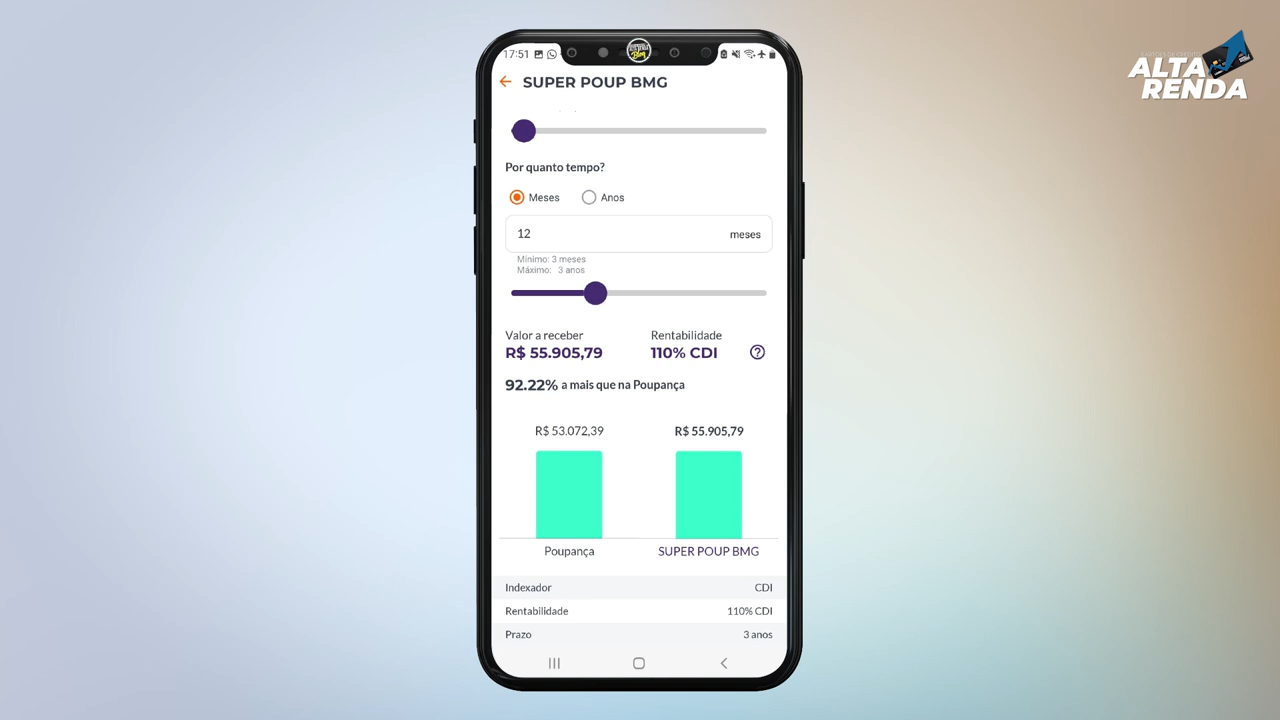 17:51
SUPER POUP BMG
ALTA
RENDA
Por quanto tempo?
Meses Anos
12 meses
Mínimo: 3 meses
Máximo: 3 anos
Valor a receber Rentabilidade
R$ 55.905,79 110% CDI ?
92.22% a mais que na Poupança
R$ 53.072,39 R$ 55.905,79
Poupança SUPER POUP BMG
Indexador CDI
Rentabilidade 110% CDI
Prazo 3 anos